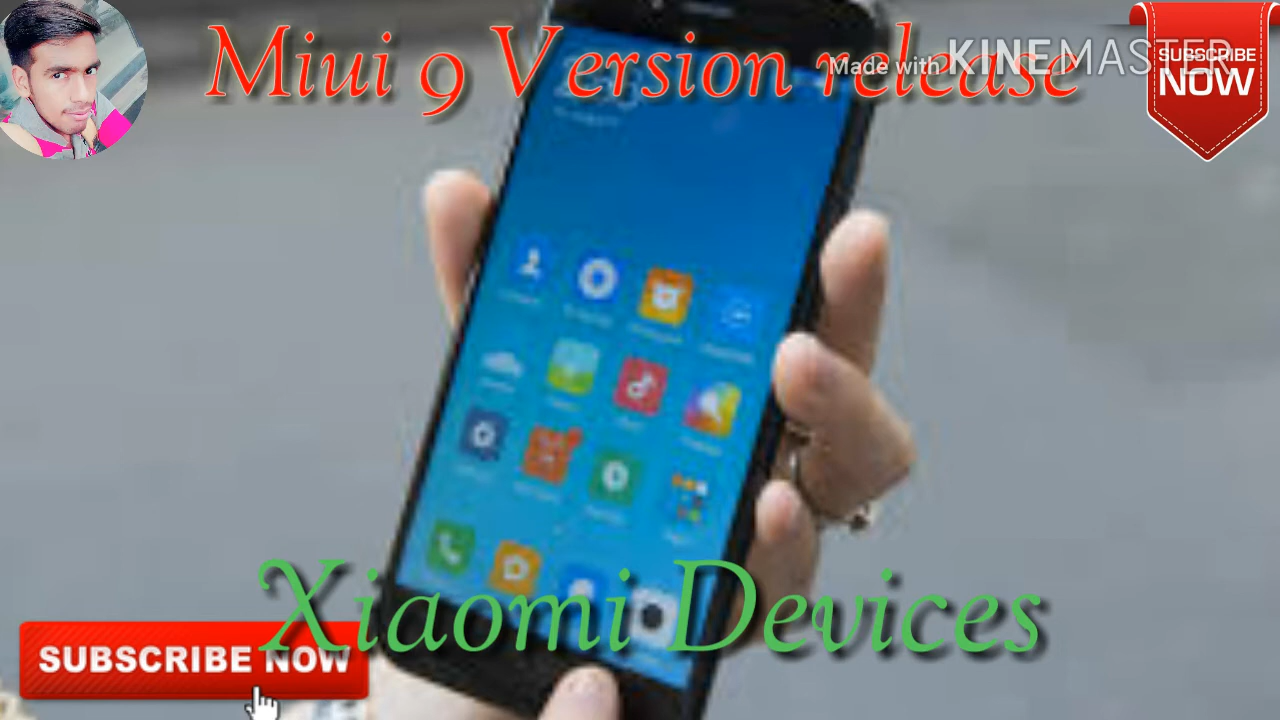 Miui 9 Version release
Made with KINEMASTER
SUBSCRIBE
NOW
Xiaomi Devices
SUBSCRIBE NOW